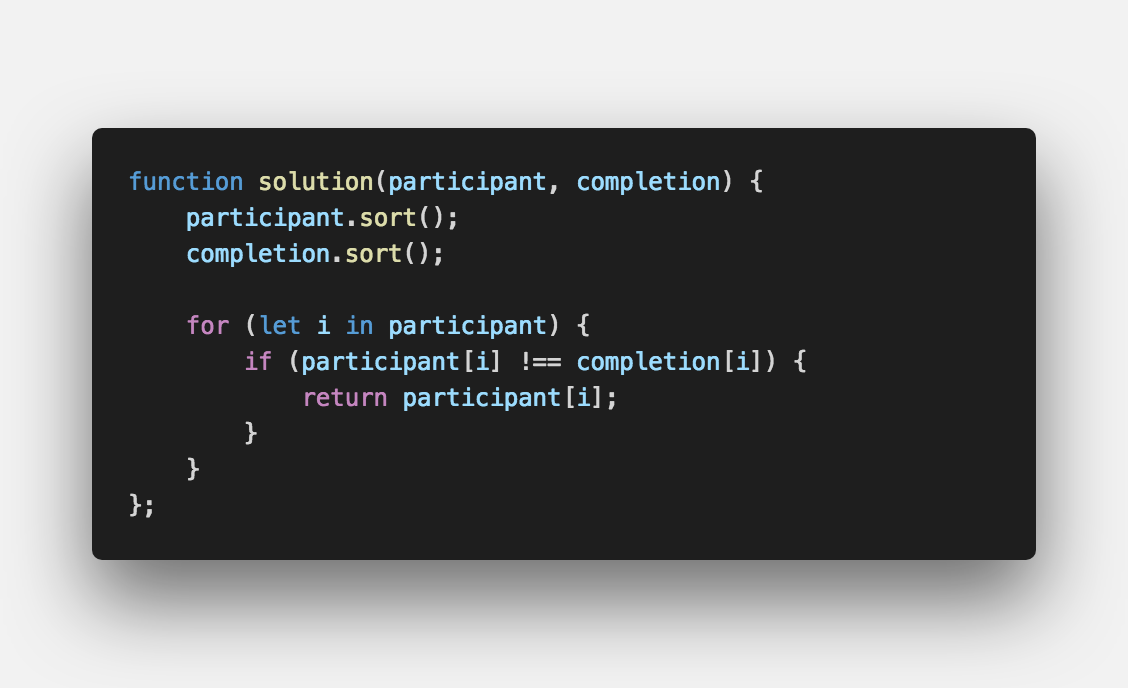 function solution(participant, completion) {
    participant.sort();
    completion.sort();

    for (let i in participant) {
        if (participant[i] !== completion[i]) {
            return participant[i];
        }
    }
};